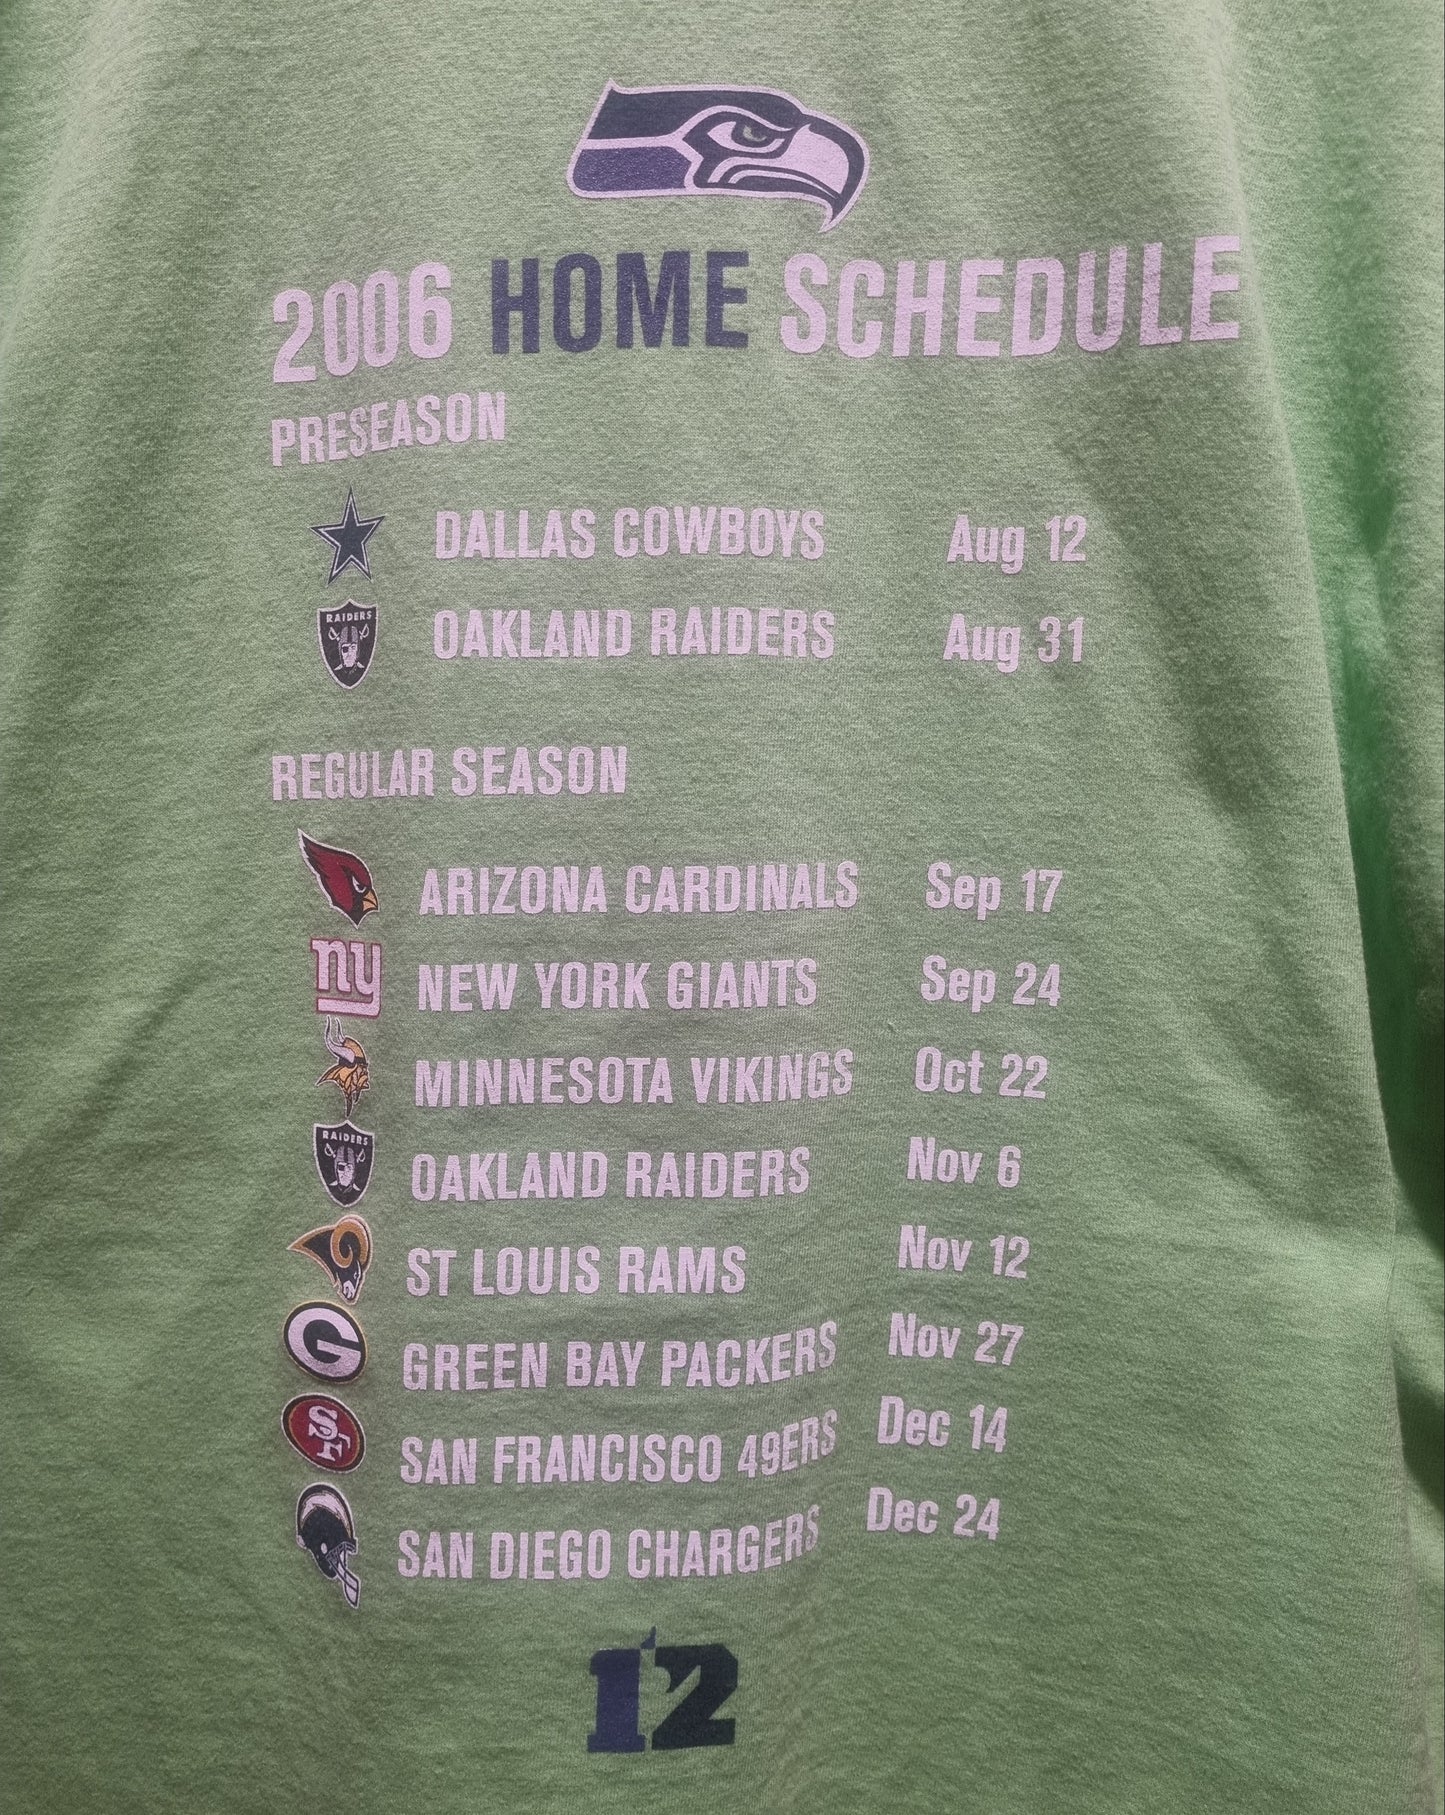 2006 HOME SCHEDULE
PRESEASON
DALLAS COWBOYS Aug 12
RAIDERS OAKLAND RAIDERS Aug 31
REGULAR SEASON
ARIZONA CARDINALS Sep 17
ny NEW YORK GIANTS Sep 24
MINNESOTA VIKINGS Oct 22
RAIDERS OAKLAND RAIDERS Nov 6
ST LOUIS RAMS Nov 12
G GREEN BAY PACKERS Nov 27
SF SAN FRANCISCO 49ERS Dec 14
SAN DIEGO CHARGERS Dec 24
12